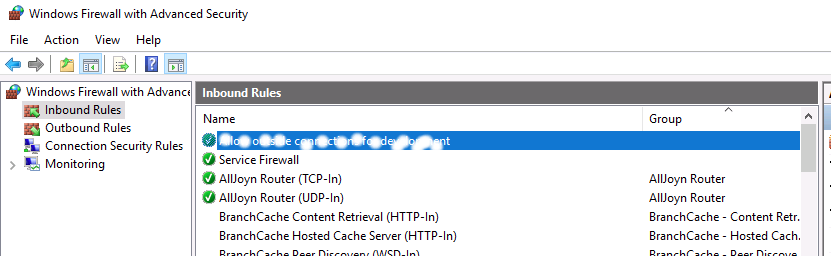 Windows Firewall with Advanced Security
File Action View Help
Windows Firewall with Advance
Inbound Rules
Outbound Rules
Connection Security Rules
Monitoring
Inbound Rules
Name Group
Service Firewall
AllJoyn Router (TCP-In) AllJoyn Router
AllJoyn Router (UDP-In) AllJoyn Router
BranchCache Content Retrieval (HTTP-In) BranchCache - Content Retr...
BranchCache Hosted Cache Server (HTTP-In) BranchCache - Hosted Cach...
BranchCache Peer Discovery (WSD-In) BranchCache - Peer Discove...